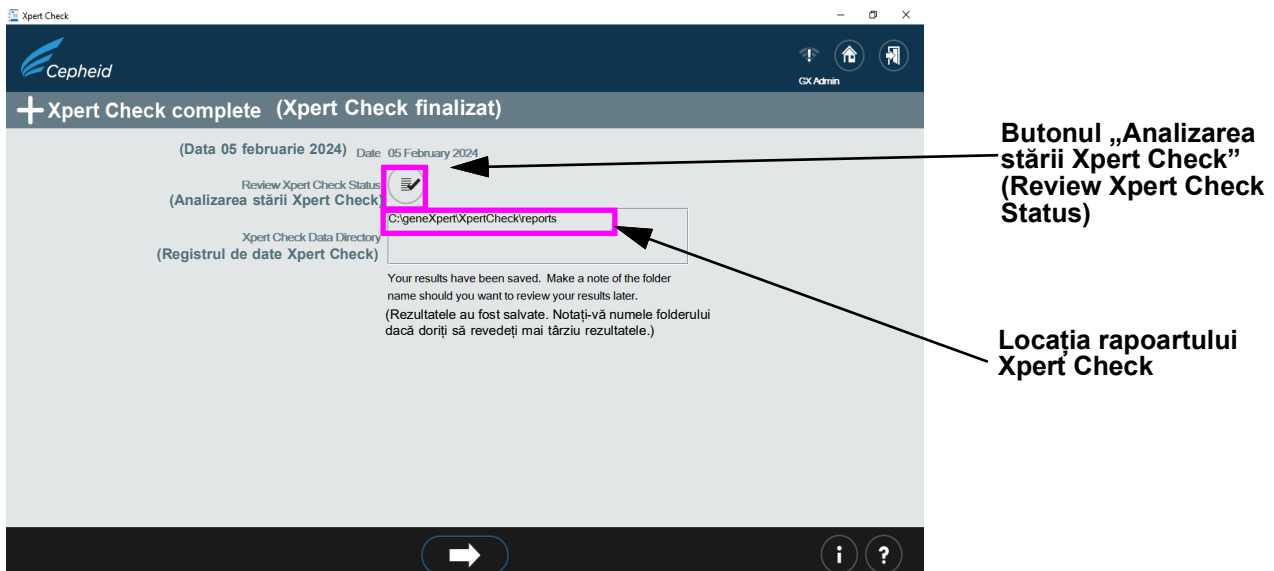 Xpert Check
Cepheid
GX Admin
Xpert Check complete (Xpert Check finalizat)
(Data 05 februarie 2024) Date 05 February 2024
Review Xpert Check Status
(Analizarea stării Xpert Check)
C:\geneXpert\XpertCheck\reports
Xpert Check Data Directory
(Registrul de date Xpert Check)
Your results have been saved. Make a note of the folder
name should you want to review your results later.
(Rezultatele au fost salvate. Notați-vă numele folderului
dacă doriți să revedeți mai târziu rezultatele.)
Butonul „Analizarea
stării Xpert Check”
(Review Xpert Check
Status)
Locația rapoartului
Xpert Check
i ?